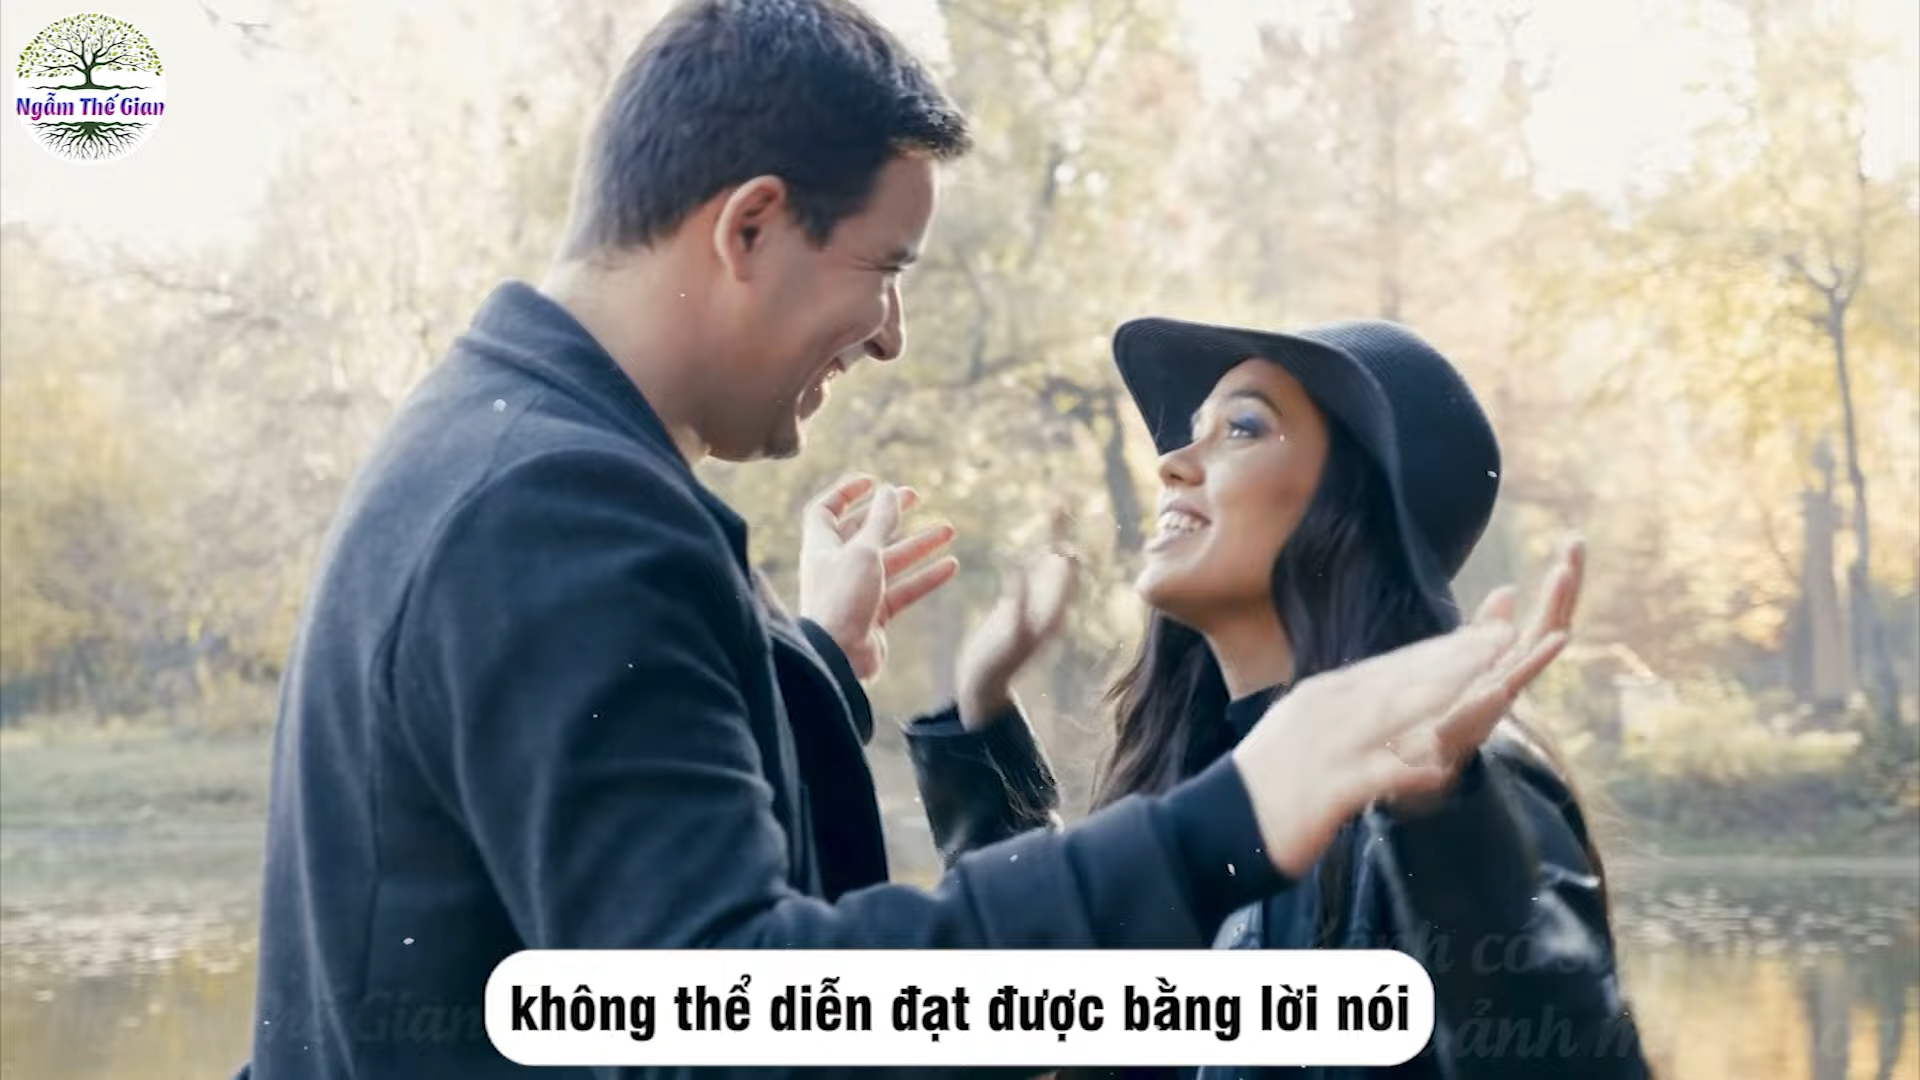 Ngẫm Thế Gian
không thể diễn đạt được bằng lời nói